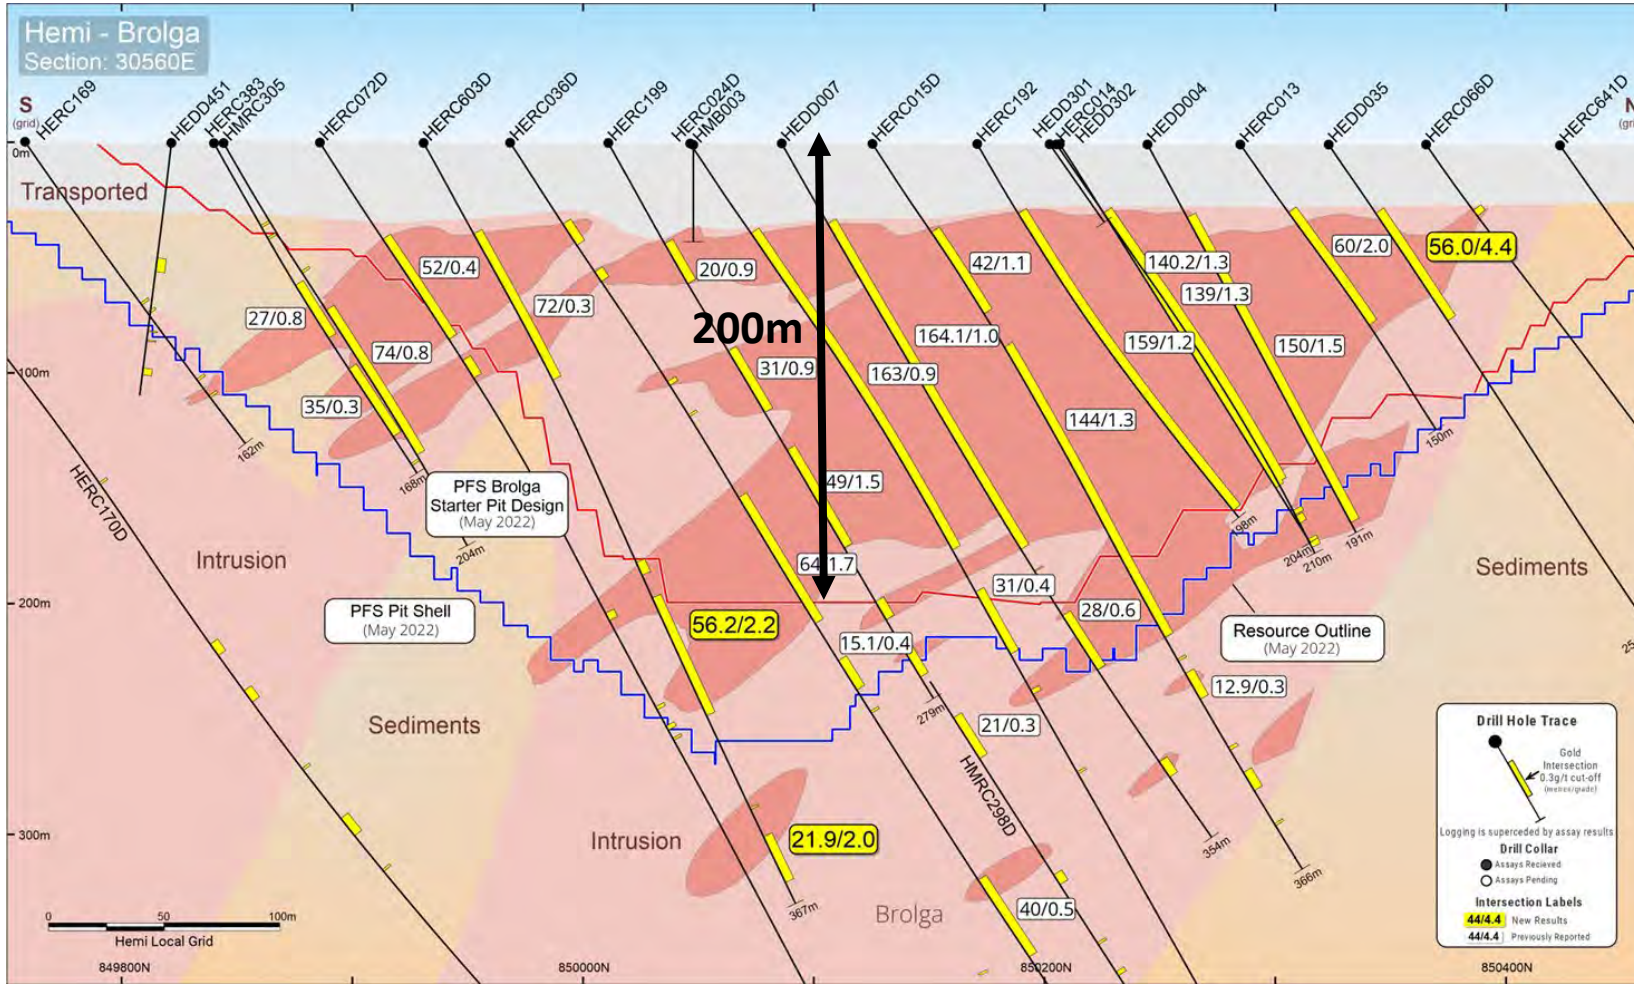 Hemi - Brolga
Section: 30560E
S
(grid)
HERC169
HEDD451
HERC383
HMRC305
HERC072D
HERC603D
HERC036D
HERC199
HERC024D
HMB003
HEDD007
HERC015D
HERC192
HEDD301
HERC014
HEDD302
HEDD004
HERC013
HEDD035
HERC066D
HERC641D
0m
Transported
52/0.4
20/0.9
42/1.1
140.2/1.3
60/2.0
56.0/4.4
27/0.8
72/0.3
200m
139/1.3
74/0.8
31/0.9
164.1/1.0
163/0.9
159/1.2
150/1.5
100m
35/0.3
144/1.3
162m
150m
168m
HERC170D
PFS Brolga
Starter Pit Design
(May 2022)
49/1.5
198m
204m
191m
204m
210m
Intrusion
64/1.7
Sediments
200m
PFS Pit Shell
(May 2022)
31/0.4
28/0.6
56.2/2.2
15.1/0.4
Resource Outline
(May 2022)
12.9/0.3
279m
Sediments
21/0.3
HMRC298D
300m
Intrusion
21.9/2.0
354m
366m
367m
40/0.5
Brolga
0
50
100m
Hemi Local Grid
849800N
850000N
850200N
850400N
Drill Hole Trace
Gold
Intersection
0.3g/t cut-off
(metres/grade)
Logging is superceded by assay results
Drill Collar
Assays Recieved
Assays Pending
Intersection Labels
44/4.4 New Results
44/4.4 Previously Reported